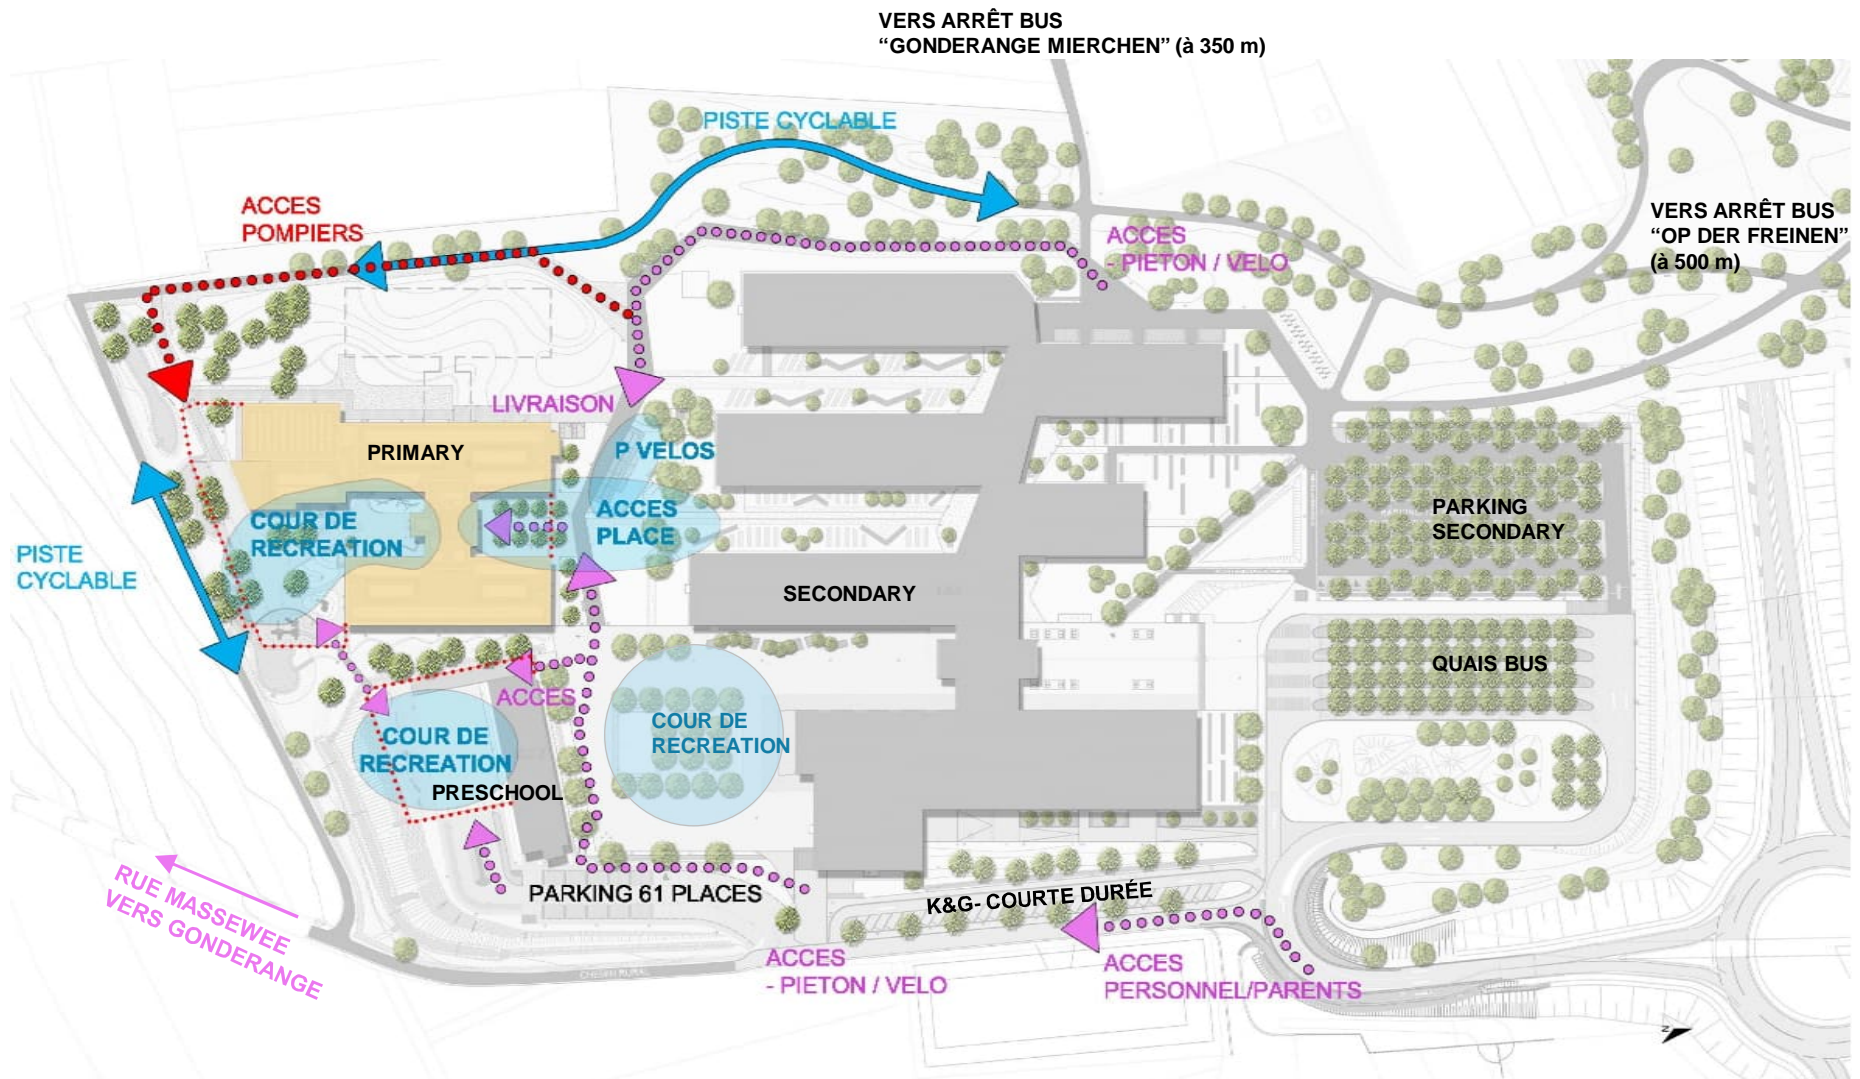 VERS ARRÊT BUS
“GONDERANGE MIERCHEN” (à 350 m)
PISTE CYCLABLE
ACCES
POMPIERS
VERS ARRÊT BUS
“OP DER FREINEN”
(à 500 m)
ACCES
- PIETON / VELO
LIVRAISON
PRIMARY
P VELOS
COUR DE
RECREATION
ACCES
PLACE
PARKING
SECONDARY
PISTE
CYCLABLE
SECONDARY
QUAIS BUS
ACCES
COUR DE
RECREATION
COUR DE
RECREATION
PRESCHOOL
RUE MASSEWEE
VERS GONDERANGE
PARKING 61 PLACES
K&G- COURTE DURÉE
CHEMIN RURAL
ACCES
- PIETON / VELO
ACCES
PERSONNEL/PARENTS
N